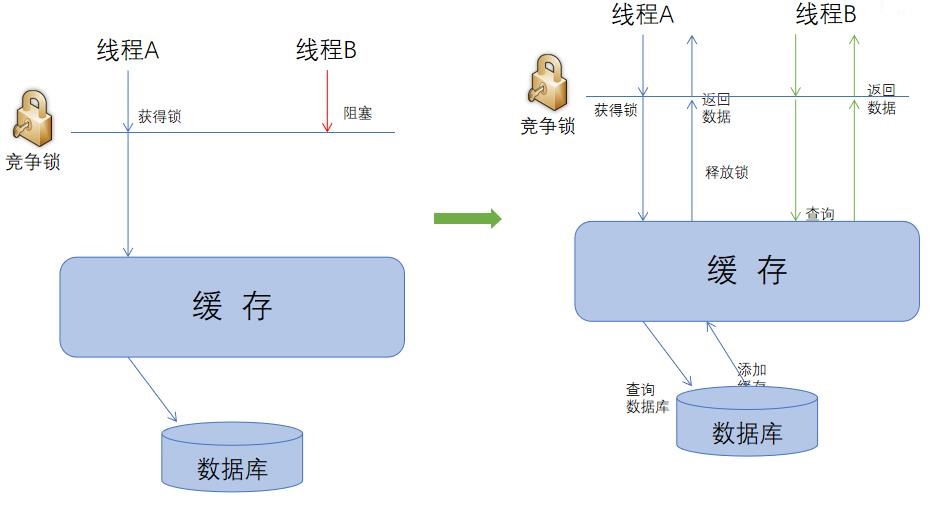 线程A
线程B
获得锁
阻塞
竞争锁
缓 存
数据库
线程A
线程B
获得锁
返回
数据
返回
数据
竞争锁
释放锁
查询
缓 存
查询
数据库
添加
缓存
数据库